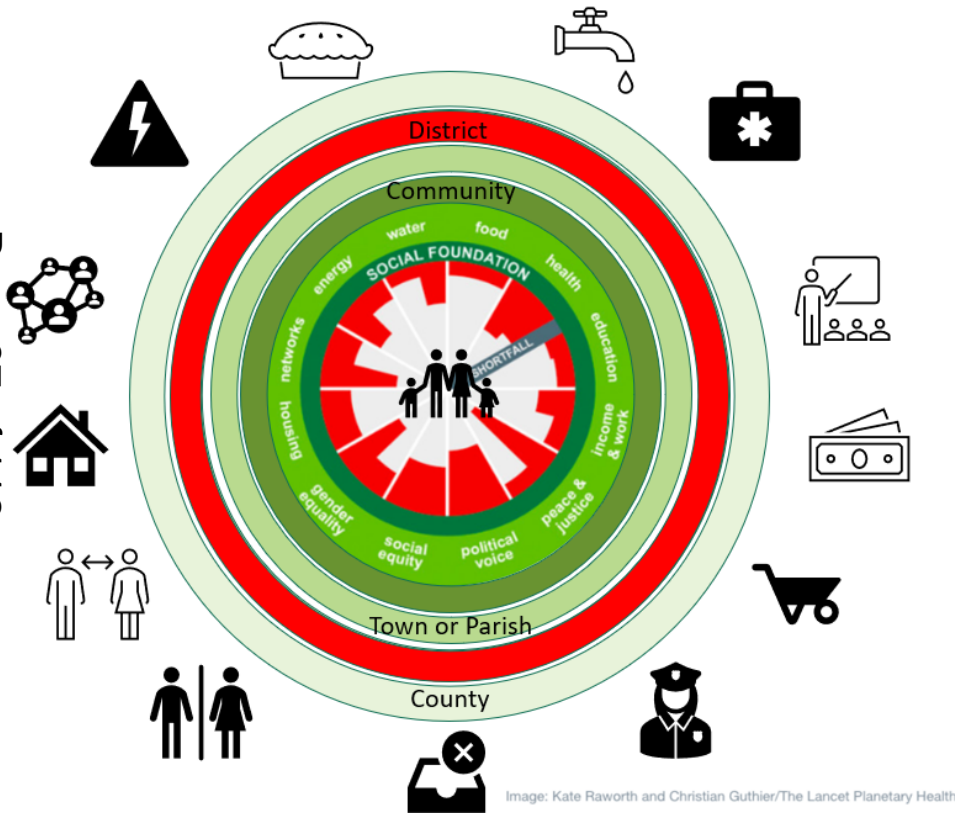 District
Community
water
food
energy
health
SOCIAL FOUNDATION
SHORTFALL
networks
education
housing
income
& work
gender
equality
peace &
justice
social
equity
political
voice
Town or Parish
County
Image: Kate Raworth and Christian Guthier/The Lancet Planetary Health